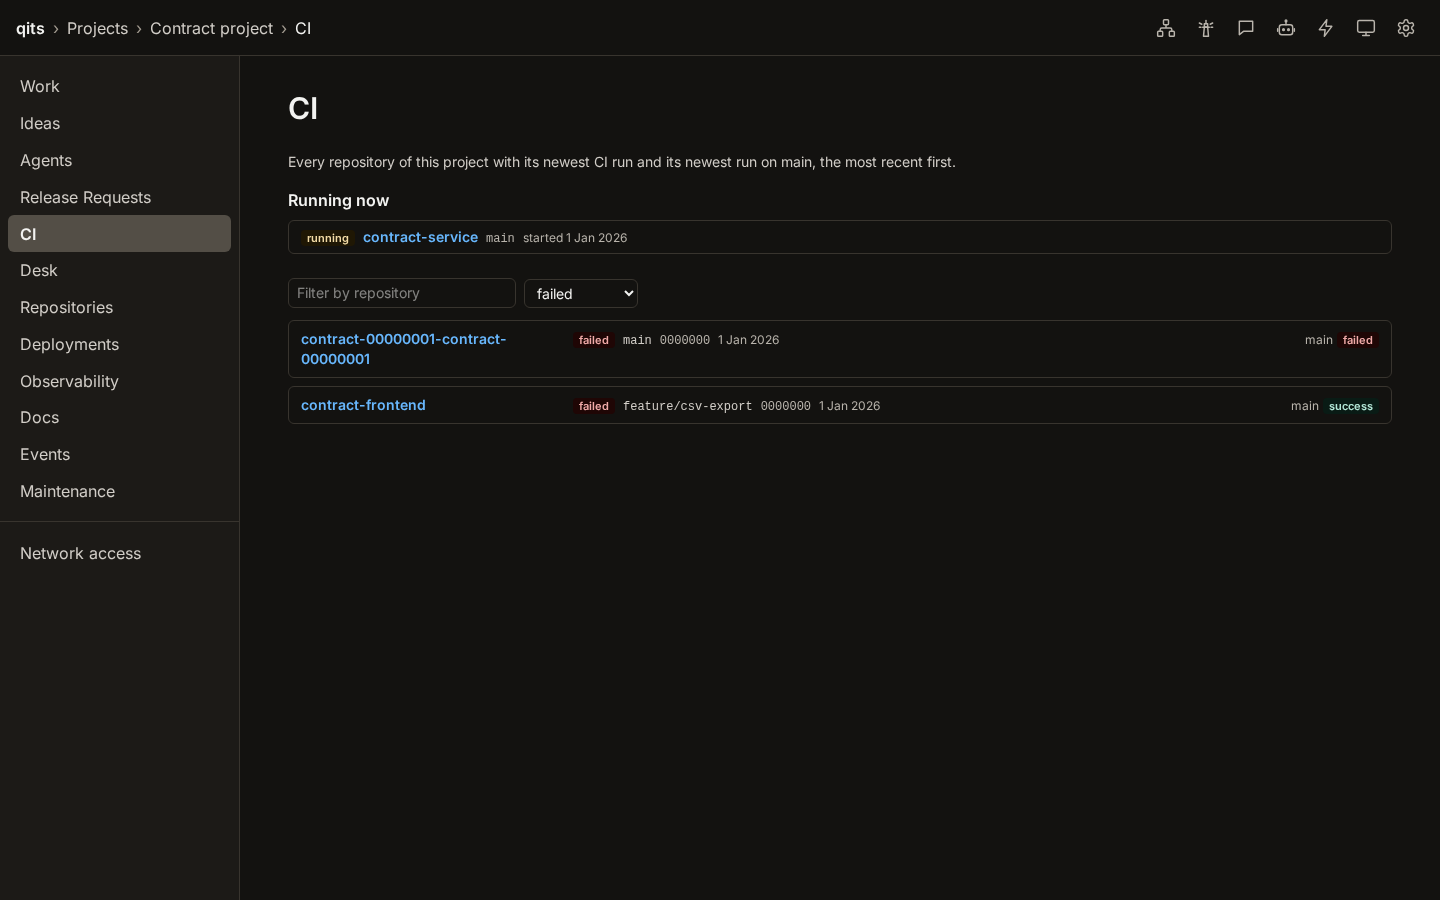 qits › Projects › Contract project › CI
Work
Ideas
Agents
Release Requests
CI
Desk
Repositories
Deployments
Observability
Docs
Events
Maintenance
Network access
CI
Every repository of this project with its newest CI run and its newest run on main, the most recent first.
Running now
running contract-service main started 1 Jan 2026
Filter by repository failed
contract-00000001-contract-
00000001 failed main 0000000 1 Jan 2026 main failed
contract-frontend failed feature/csv-export 0000000 1 Jan 2026 main success